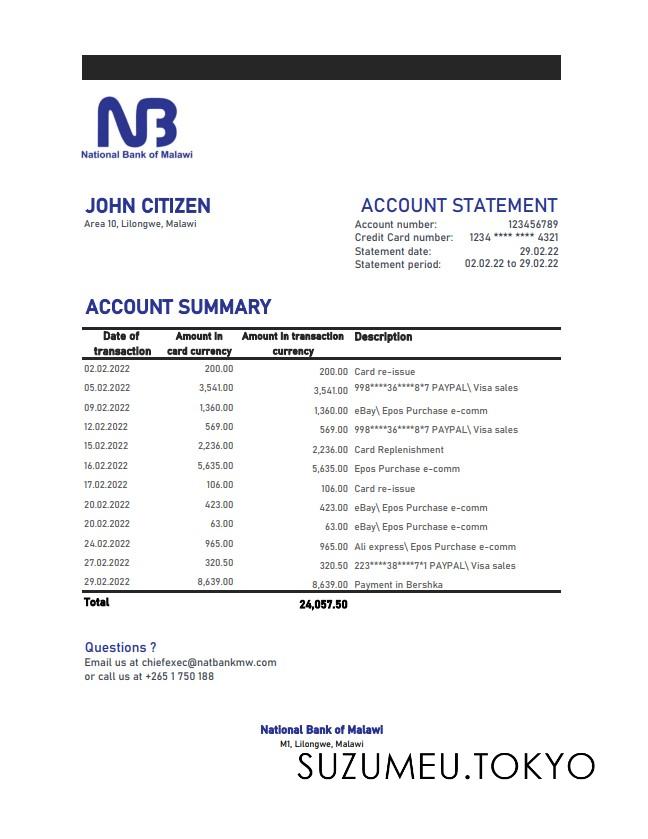 NB
National Bank of Malawi
JOHN CITIZEN
Area 10, Lilongwe, Malawi
ACCOUNT STATEMENT
Account number: 123456789
Credit Card number: 1234 **** **** 4321
Statement date: 29.02.22
Statement period: 02.02.22 to 29.02.22
ACCOUNT SUMMARY
Date of transaction Amount in card currency Amount in transaction currency Description
02.02.2022 200.00 200.00 Card re-issue
05.02.2022 3,541.00 3,541.00 998****36****8*7 PAYPAL\ Visa sales
09.02.2022 1,360.00 1,360.00 eBay\ Epos Purchase e-comm
12.02.2022 569.00 569.00 998****36****8*7 PAYPAL\ Visa sales
15.02.2022 2,236.00 2,236.00 Card Replenishment
16.02.2022 5,635.00 5,635.00 Epos Purchase e-comm
17.02.2022 106.00 106.00 Card re-issue
20.02.2022 423.00 423.00 eBay\ Epos Purchase e-comm
20.02.2022 63.00 63.00 eBay\ Epos Purchase e-comm
24.02.2022 965.00 965.00 Ali express\ Epos Purchase e-comm
27.02.2022 320.50 320.50 223****38****7*1 PAYPAL\ Visa sales
29.02.2022 8,639.00 8,639.00 Payment in Bershka
Total 24,057.50
Questions ?
Email us at chiefexec@natbankmw.com
or call us at +265 1 750 188
National Bank of Malawi
M1, Lilongwe, Malawi
SUZUMEU.TOKYO